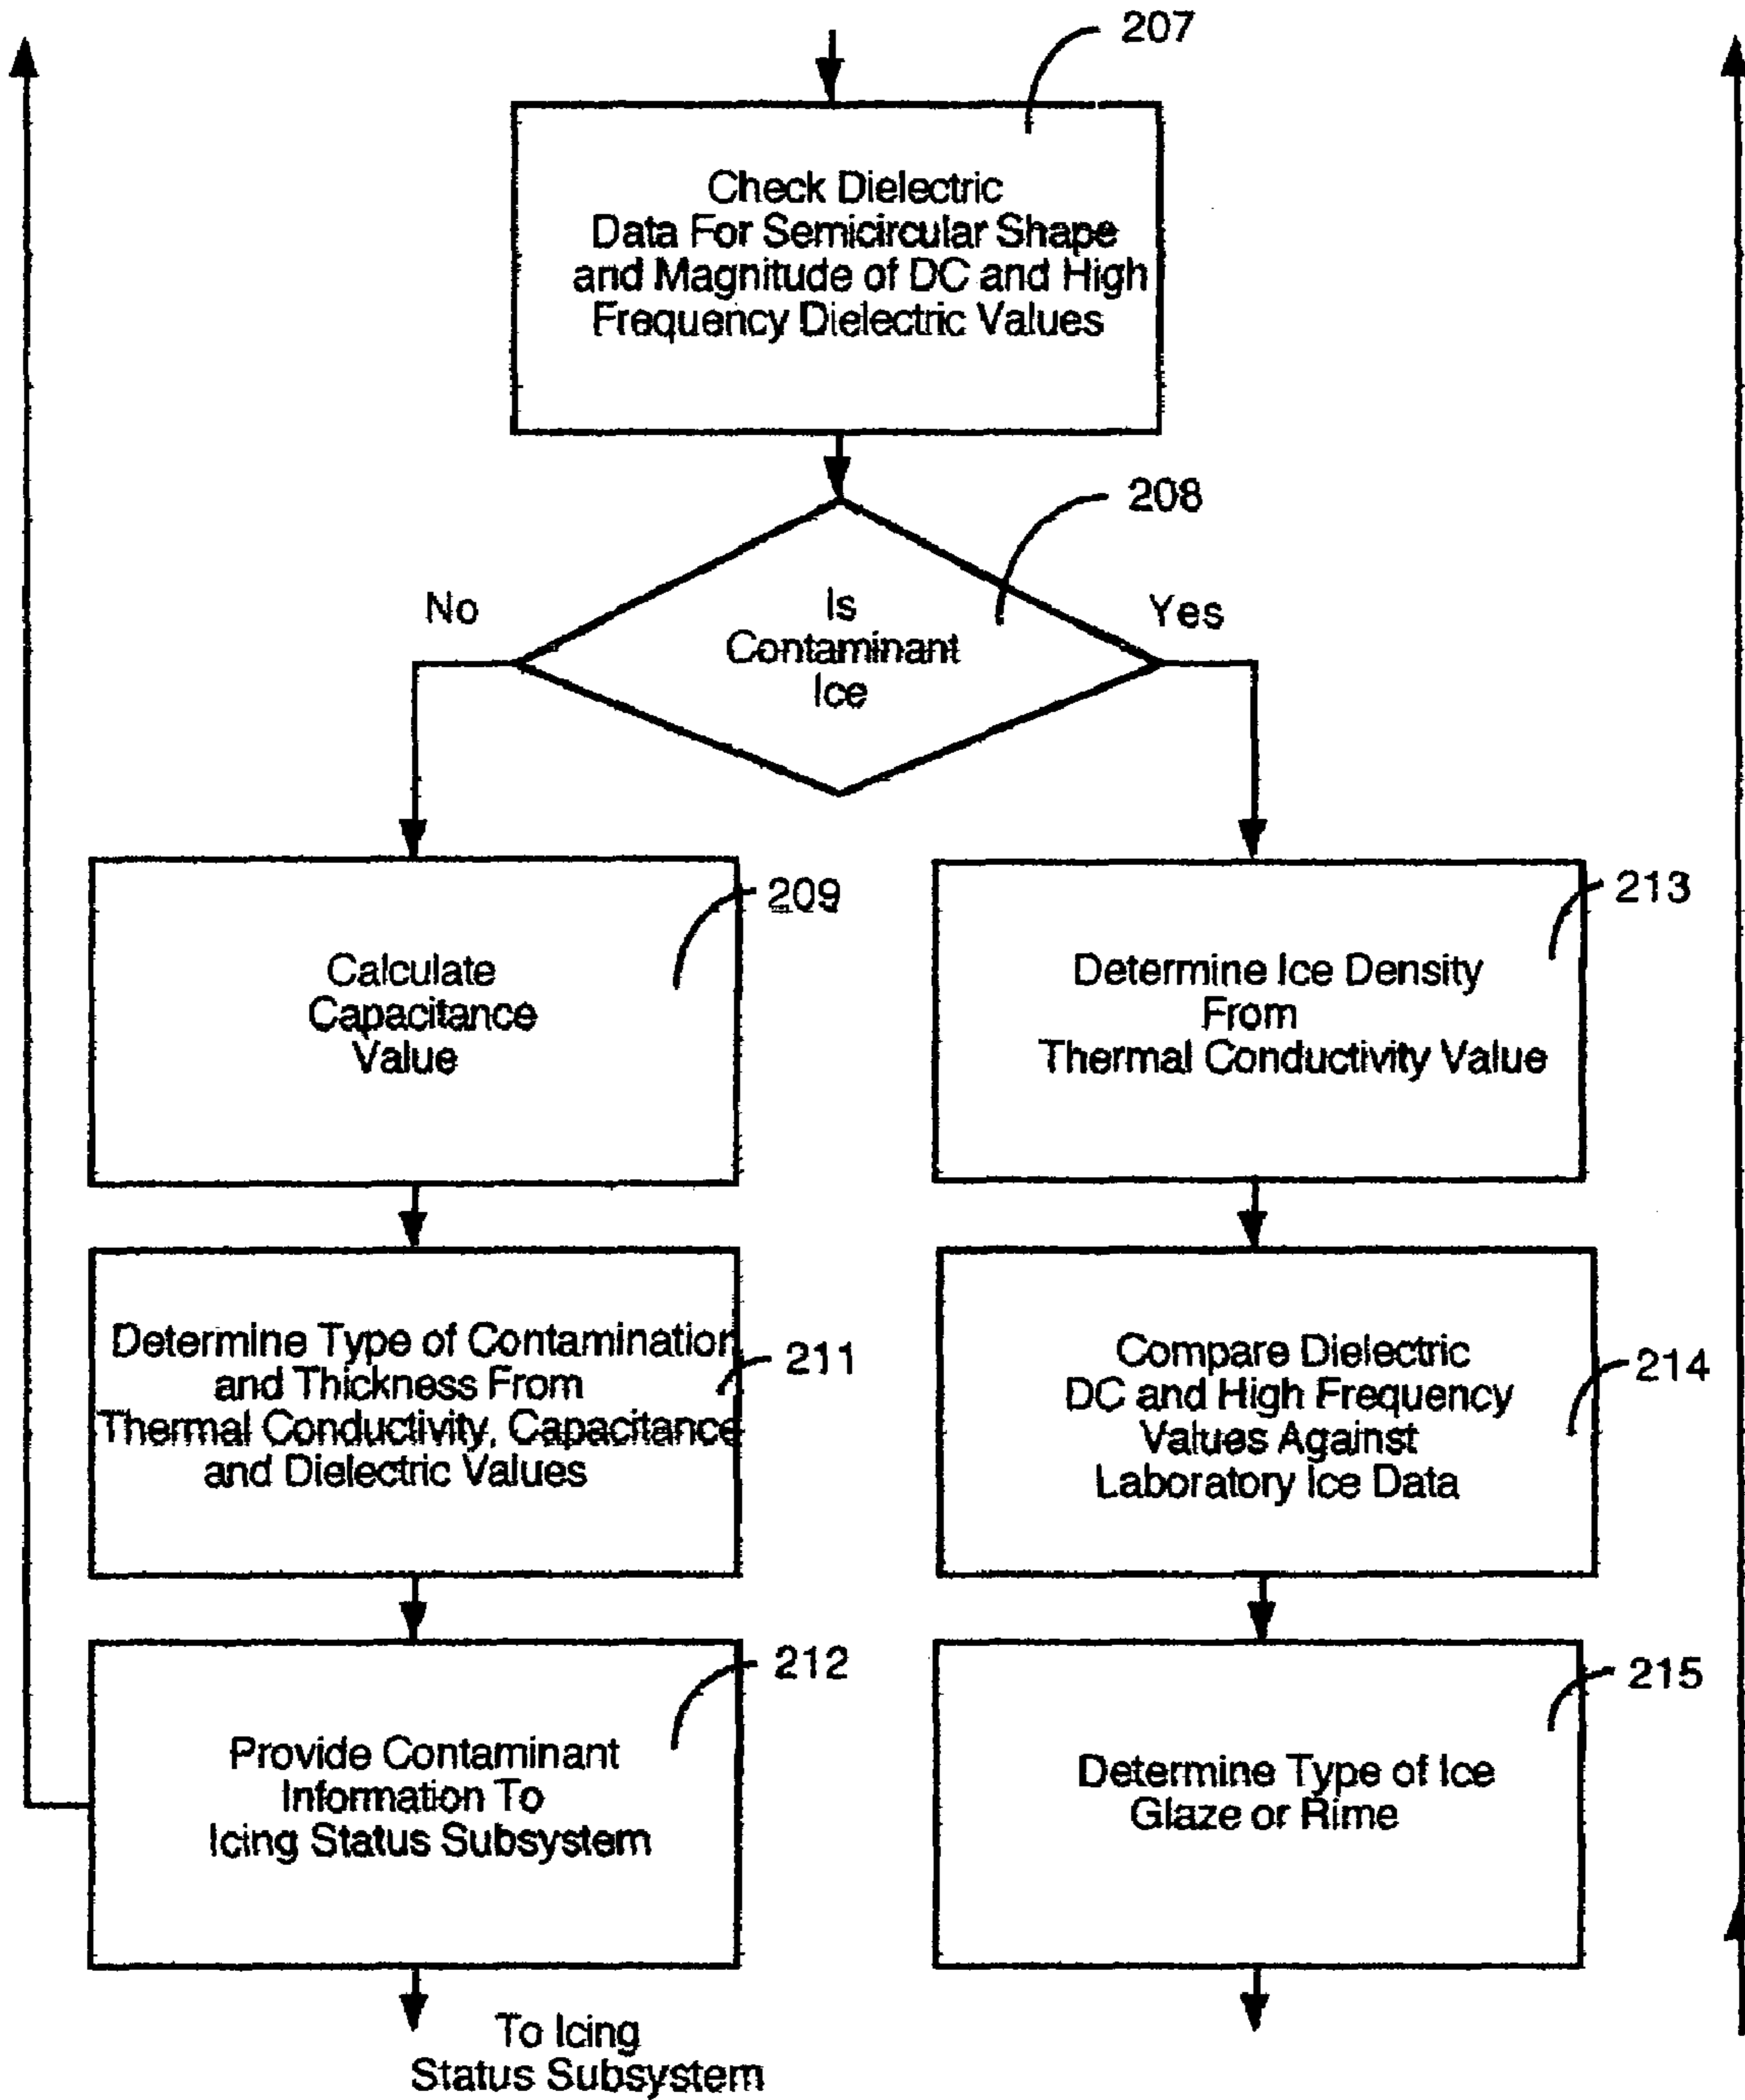 207
Check Dielectric
Data For Semicircular Shape
and Magnitude of DC and High
Frequency Dielectric Values
208
No
Is
Contaminant
Ice
Yes
209
Calculate
Capacitance
Value
213
Determine Ice Density
From
Thermal Conductivity Value
211
Determine Type of Contamination
and Thickness From
Thermal Conductivity, Capacitance
and Dielectric Values
214
Compare Dielectric
DC and High Frequency
Values Against
Laboratory Ice Data
212
Provide Contaminant
Information To
Icing Status Subsystem
215
Determine Type of Ice
Glaze or Rime
To Icing
Status Subsystem